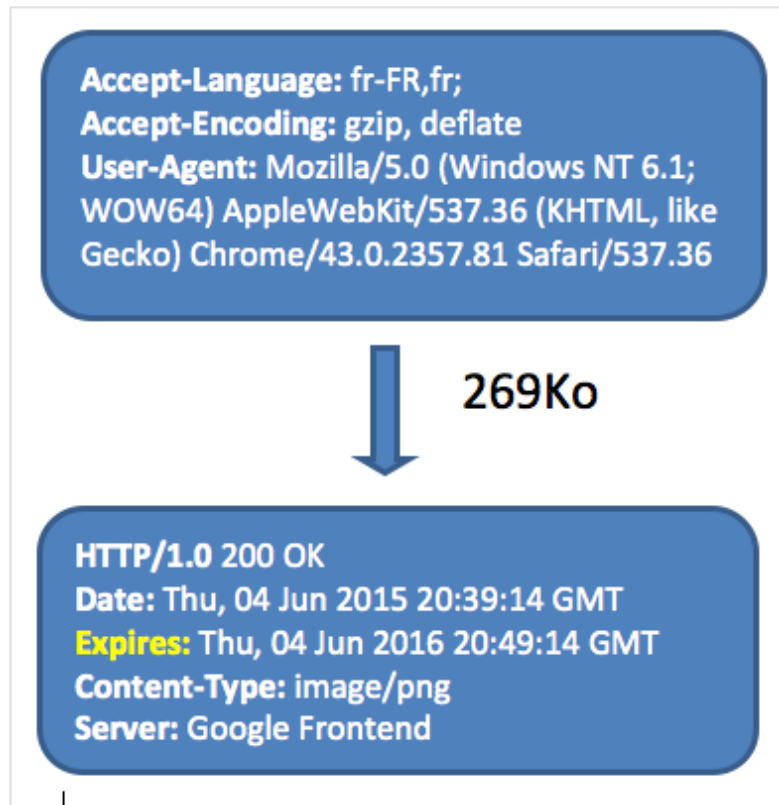 Accept-Language: fr-FR,fr;
Accept-Encoding: gzip, deflate
User-Agent: Mozilla/5.0 (Windows NT 6.1;
WOW64) AppleWebKit/537.36 (KHTML, like
Gecko) Chrome/43.0.2357.81 Safari/537.36
269Ko
HTTP/1.0 200 OK
Date: Thu, 04 Jun 2015 20:39:14 GMT
Expires: Thu, 04 Jun 2016 20:49:14 GMT
Content-Type: image/png
Server: Google Frontend